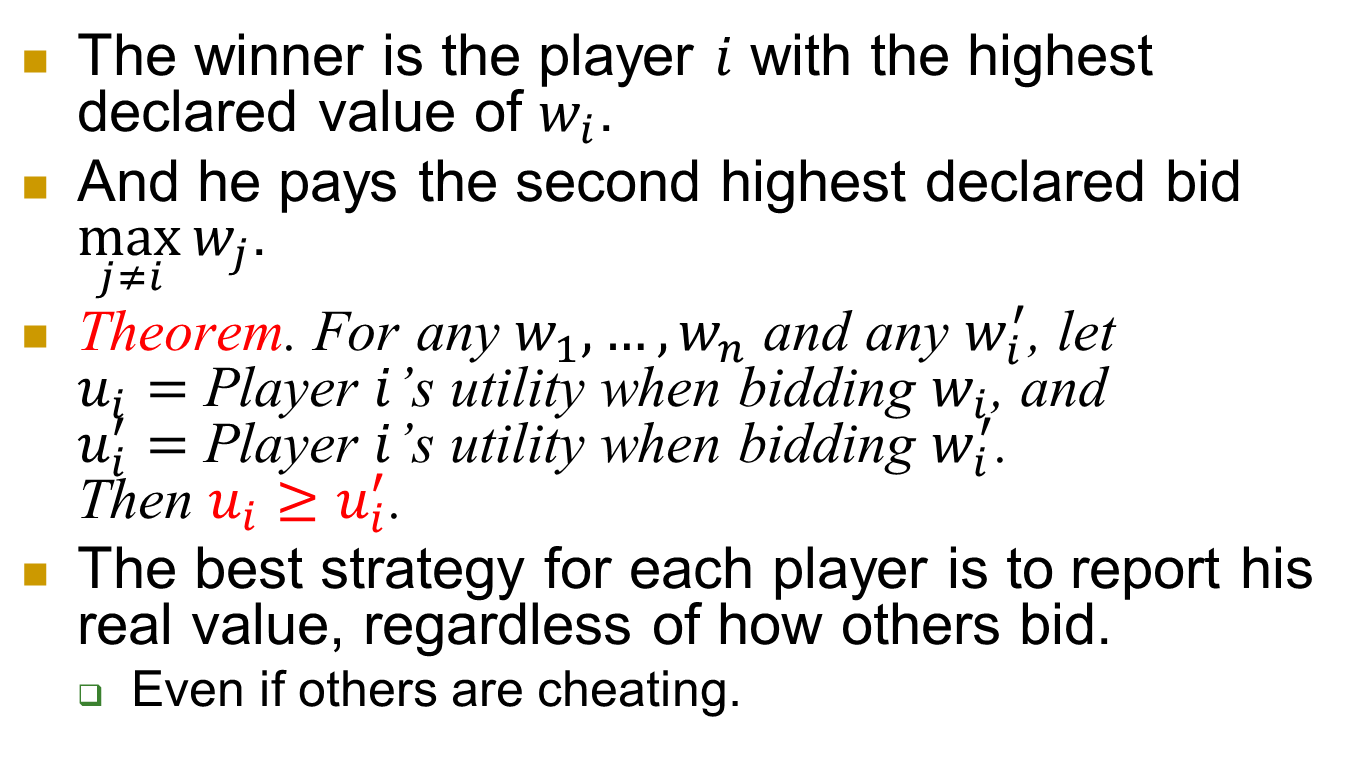 The winner is the player 𝑖 with the highest
declared value of 𝑤ᵢ.
And he pays the second highest declared bid
max 𝑤ⱼ.
𝑗≠𝑖
Theorem. For any 𝑤₁, … , 𝑤ₙ and any 𝑤ᵢ′, let
𝑢ᵢ = Player 𝑖’s utility when bidding 𝑤ᵢ, and
𝑢ᵢ′ = Player 𝑖’s utility when bidding 𝑤ᵢ′.
Then 𝑢ᵢ ≥ 𝑢ᵢ′.
The best strategy for each player is to report his
real value, regardless of how others bid.
Even if others are cheating.